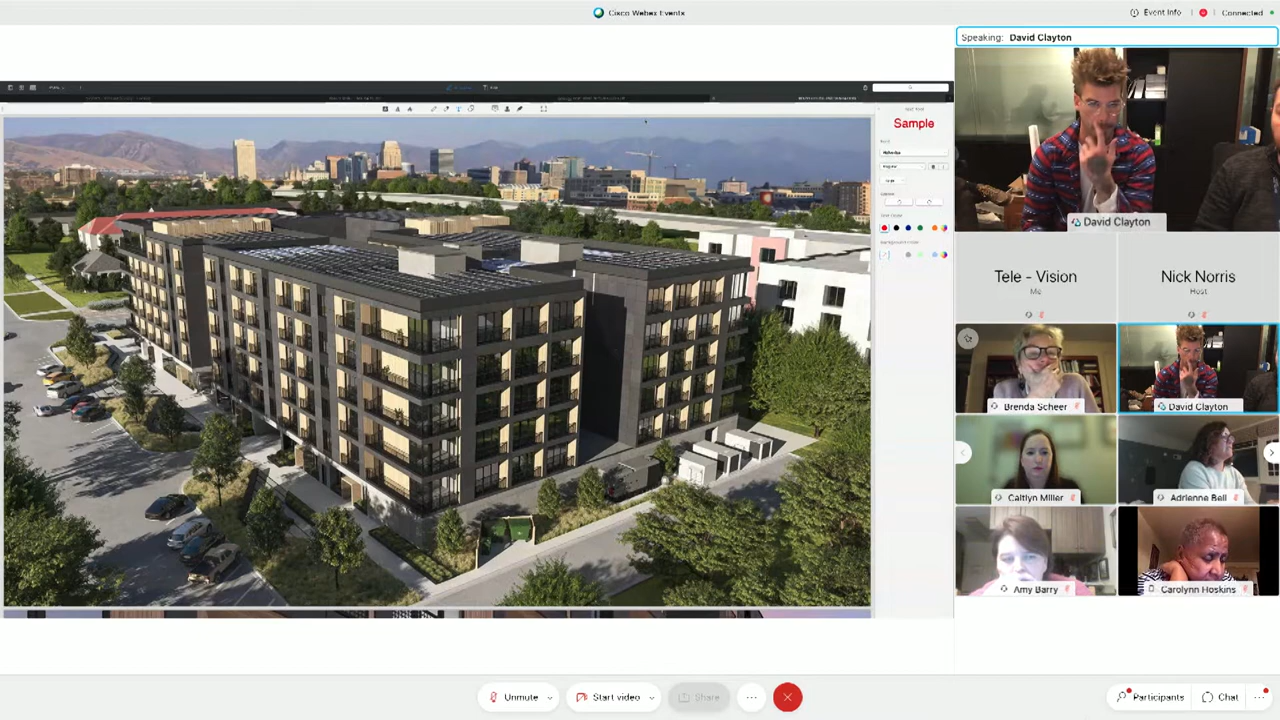 Cisco Webex Events
Event Info
Connected
Speaking: David Clayton
Sample
David Clayton
Tele - Vision
Me
Nick Norris
Host
Brenda Scheer
David Clayton
Caitlyn Miller
Adrienne Bell
Amy Barry
Carolynn Hoskins
Unmute
Start video
Share
Participants
Chat